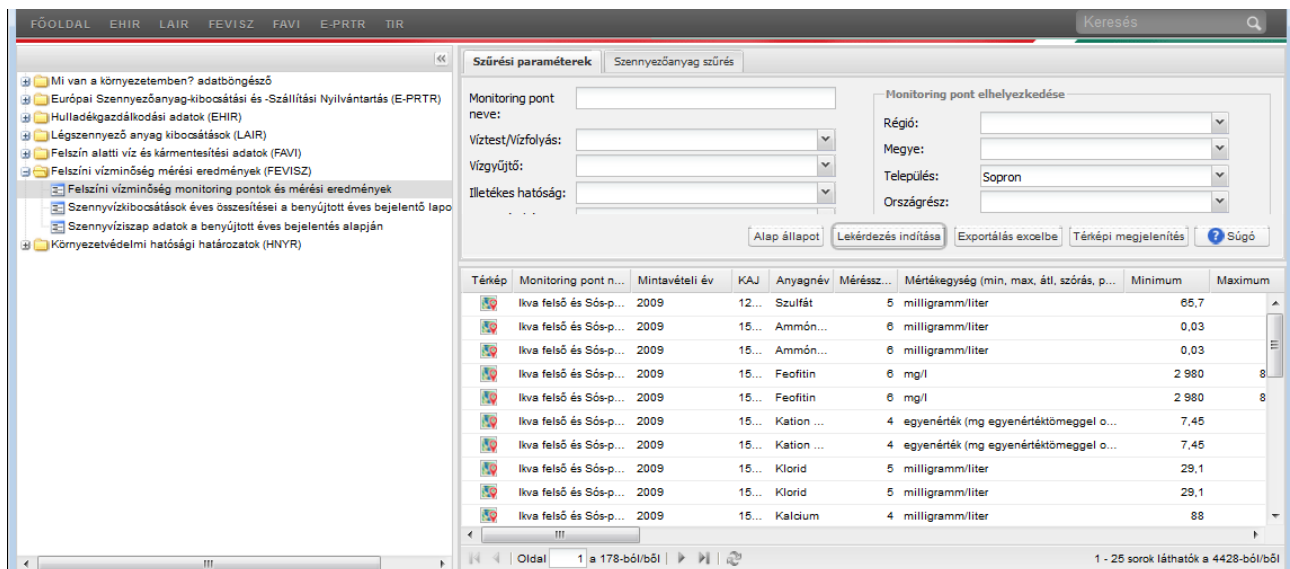 FŐOLDAL EHIR LAIR FEVISZ FAVI E-PRTR TIR Keresés
Mi van a környezetemben? adatböngésző
Európai Szennyezőanyag-kibocsátási és -Szállítási Nyilvántartás (E-PRTR)
Hulladékgazdálkodási adatok (EHIR)
Légszennyező anyag kibocsátások (LAIR)
Felszín alatti víz és kármentesítési adatok (FAVI)
Felszíni vízminőség mérési eredmények (FEVISZ)
Felszíni vízminőség monitoring pontok és mérési eredmények
Szennyvízkibocsátások éves összesítései a benyújtott éves bejelentő lapo
Szennyvíziszap adatok a benyújtott éves bejelentés alapján
Környezetvédelmi hatósági határozatok (HNYR)
Szűrési paraméterek Szennyezőanyag szűrés
Monitoring pont
neve:
Víztest/Vízfolyás:
Vízgyűjtő:
Illetékes hatóság:
Monitoring pont elhelyezkedése
Régió:
Megye:
Település: Sopron
Országrész:
Alap állapot Lekérdezés indítása Exportálás excelbe Térképi megjelenítés Súgó
Térkép Monitoring pont n... Mintavételi év KAJ Anyagnév Méréssz... Mértékegység (min, max, átl, szórás, p... Minimum Maximum
Ikva felső és Sós-p... 2009 12... Szulfát 5 milligramm/liter 65,7
Ikva felső és Sós-p... 2009 15... Ammón... 6 milligramm/liter 0,03
Ikva felső és Sós-p... 2009 15... Ammón... 6 milligramm/liter 0,03
Ikva felső és Sós-p... 2009 15... Feofitin 6 mg/l 2 980 8
Ikva felső és Sós-p... 2009 15... Feofitin 6 mg/l 2 980 8
Ikva felső és Sós-p... 2009 15... Kation ... 4 egyenérték (mg egyenértéktömeggel o... 7,45
Ikva felső és Sós-p... 2009 15... Kation ... 4 egyenérték (mg egyenértéktömeggel o... 7,45
Ikva felső és Sós-p... 2009 15... Klorid 5 milligramm/liter 29,1
Ikva felső és Sós-p... 2009 15... Klorid 5 milligramm/liter 29,1
Ikva felső és Sós-p... 2009 15... Kalcium 4 milligramm/liter 88
Oldal 1 a 178-ból/ből 1 - 25 sorok láthatók a 4428-ból/ből